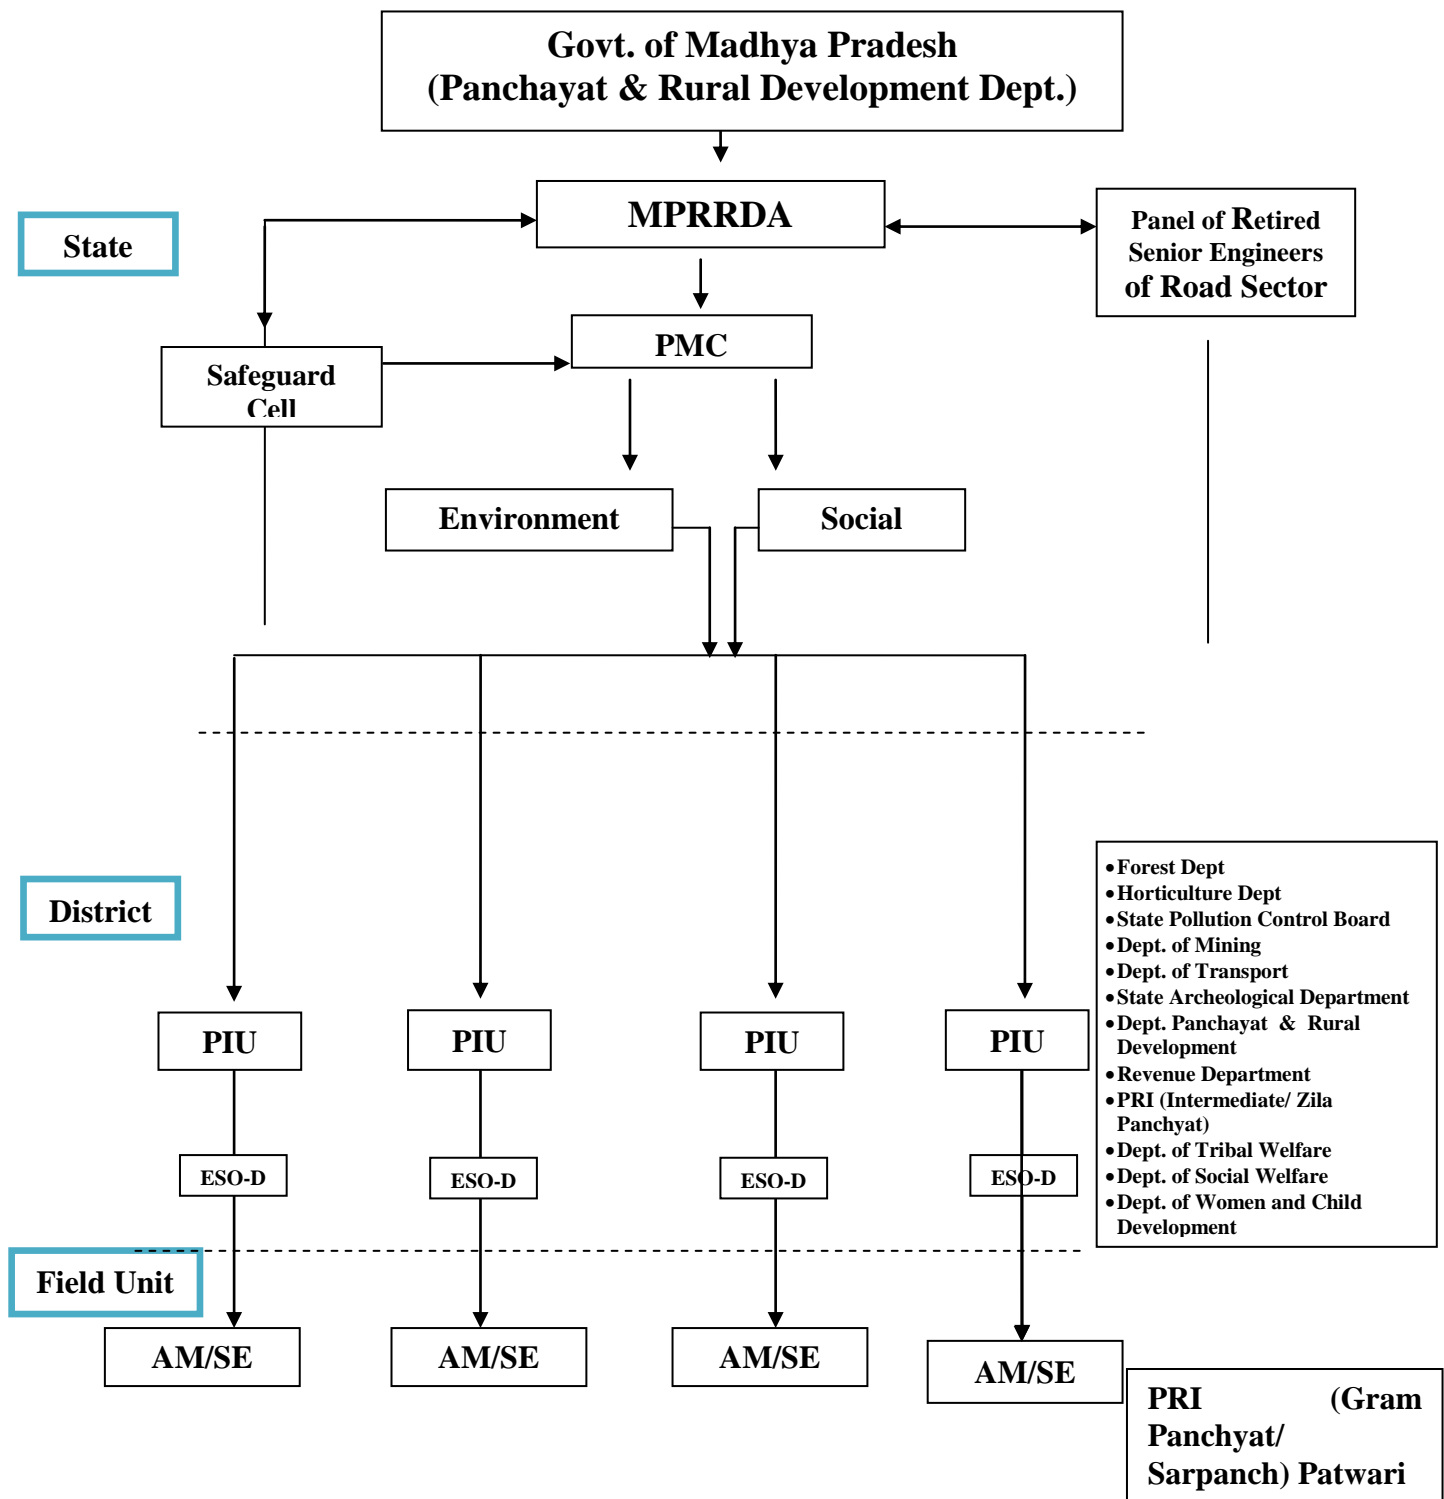 Govt. of Madhya Pradesh
(Panchayat & Rural Development Dept.)
MPRRDA
Panel of Retired
Senior Engineers
of Road Sector
State
PMC
Safeguard
Cell
Environment
Social
•Forest Dept
•Horticulture Dept
•State Pollution Control Board
•Dept. of Mining
•Dept. of Transport
•State Archeological Department
•Dept. Panchayat & Rural
Development
•Revenue Department
•PRI (Intermediate/ Zila
Panchyat)
•Dept. of Tribal Welfare
•Dept. of Social Welfare
•Dept. of Women and Child
Development
District
PIU
PIU
PIU
PIU
ESO-D
ESO-D
ESO-D
ESO-D
Field Unit
AM/SE
AM/SE
AM/SE
AM/SE
PRI (Gram
Panchyat/
Sarpanch) Patwari